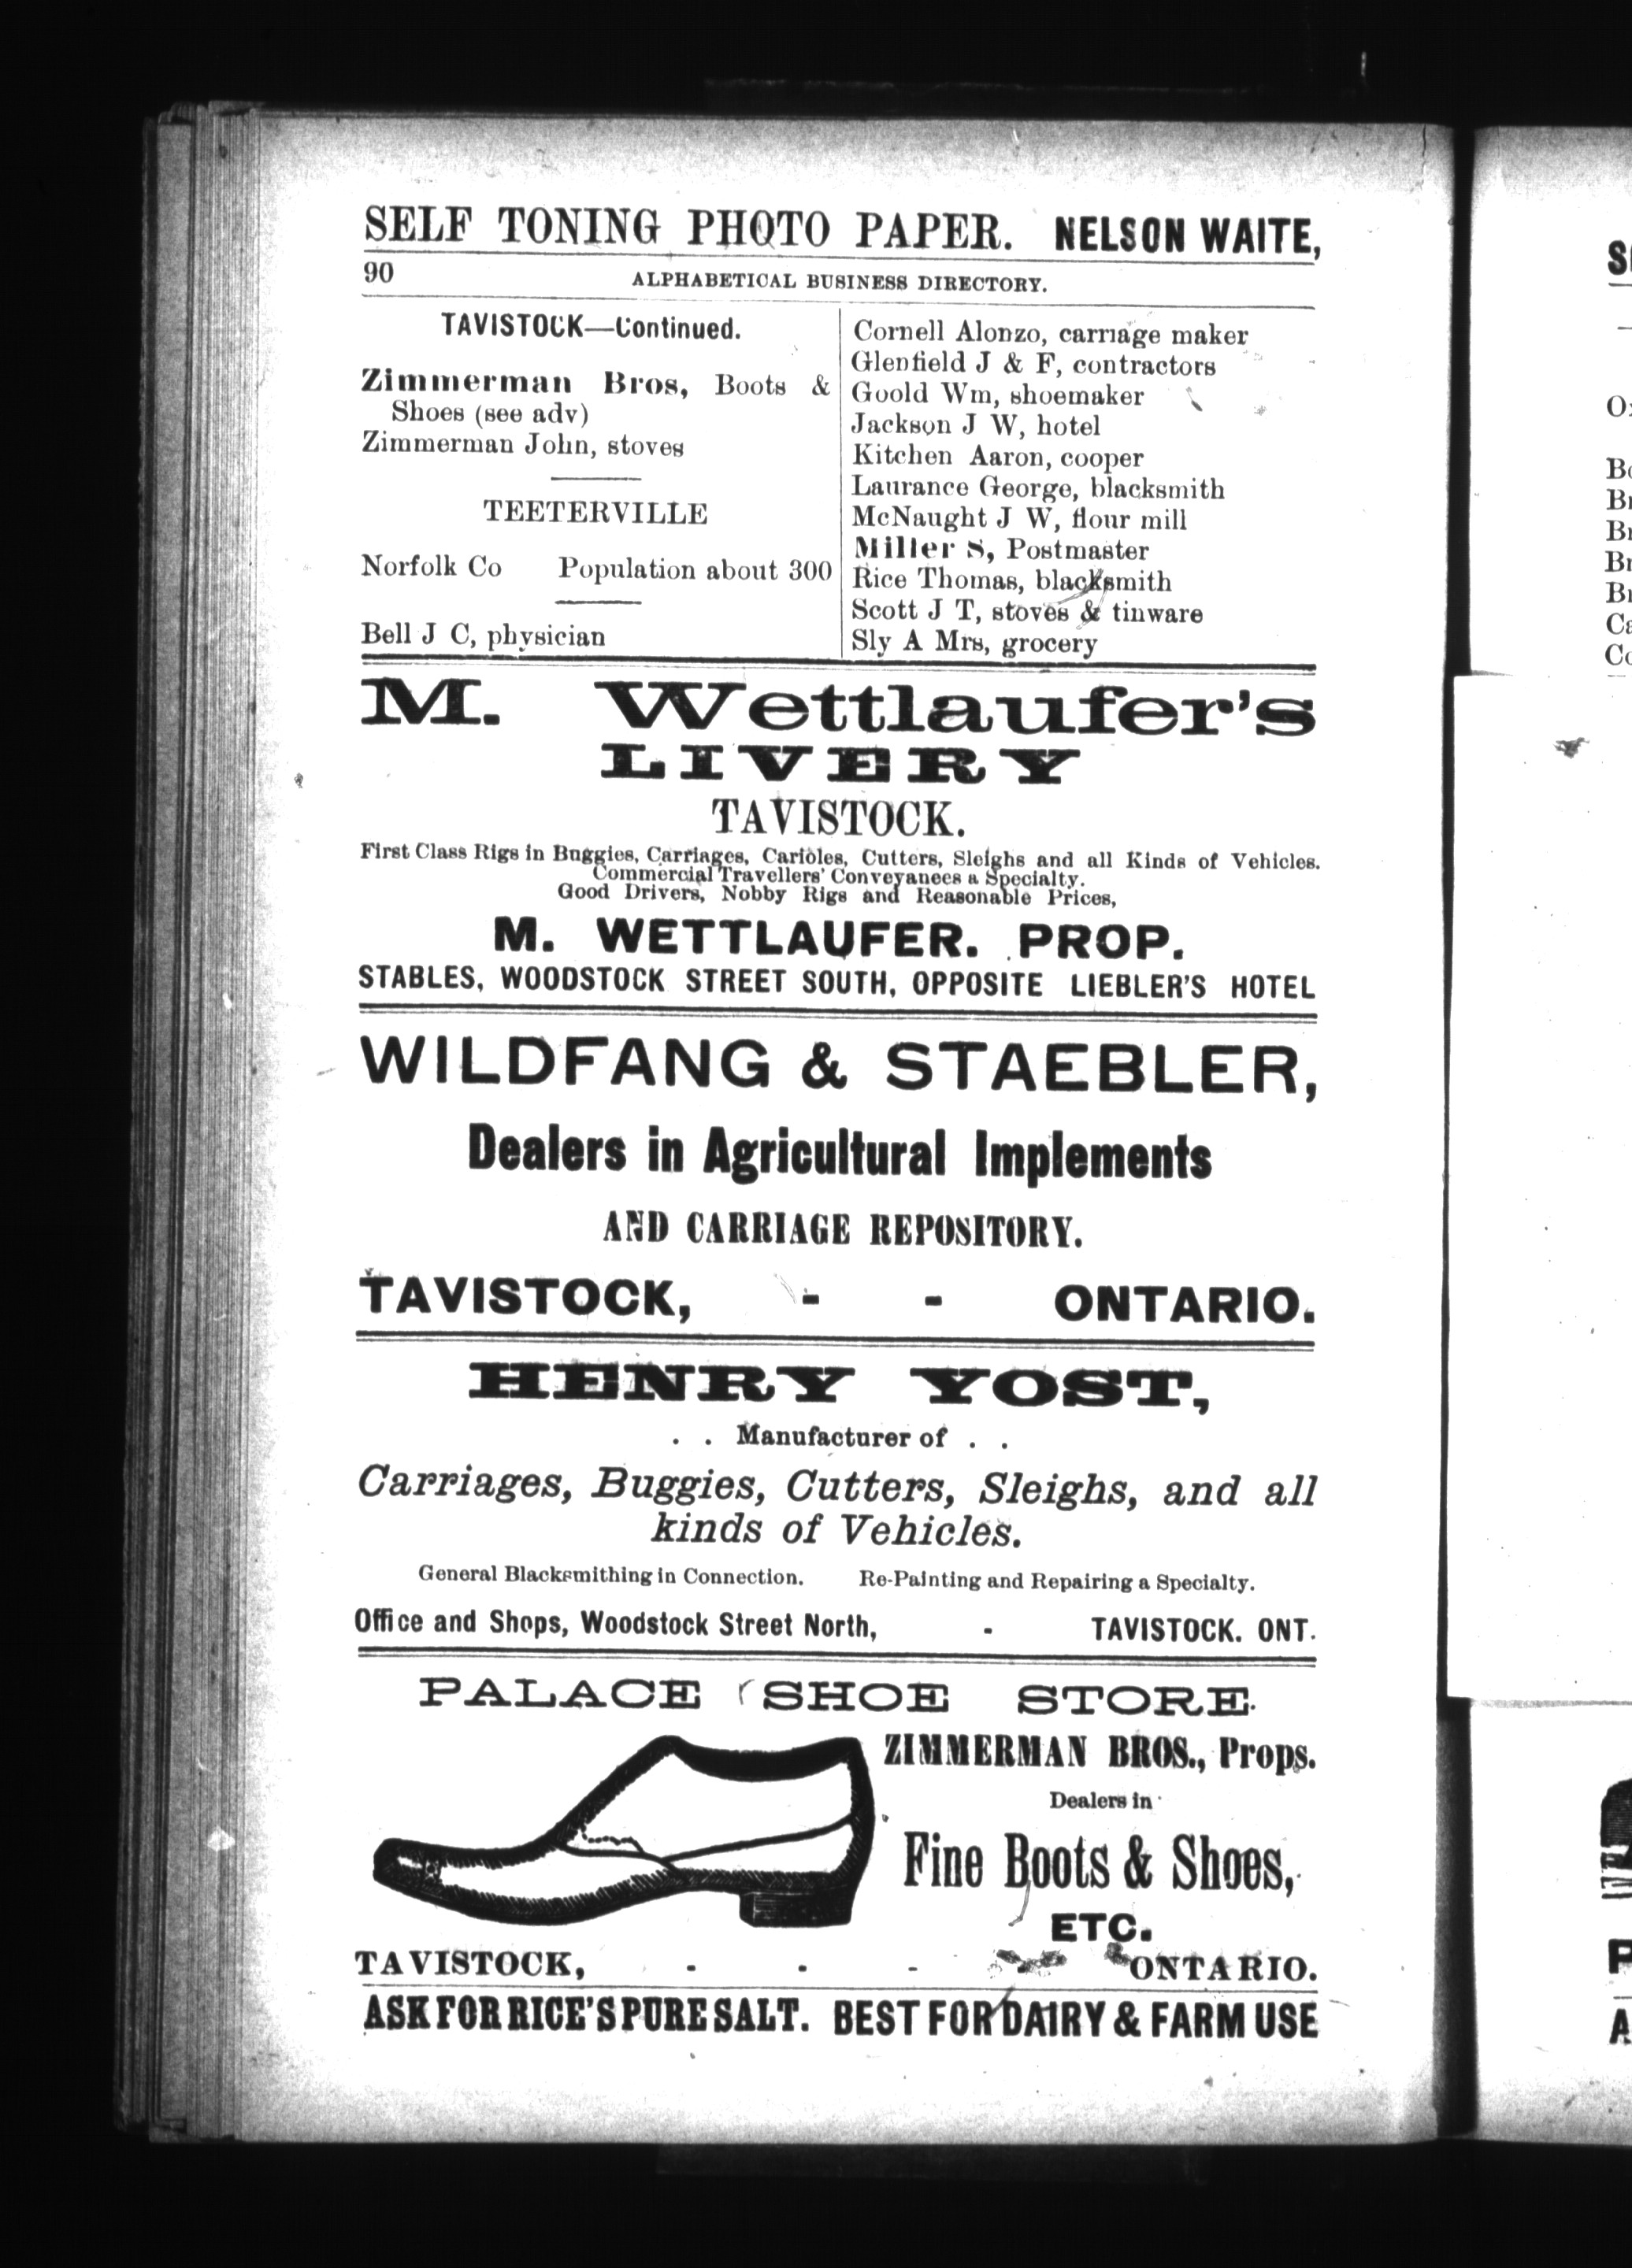 SELF TONING PHOTO PAPER. NELSON WAITE,
90
ALPHABETICAL BUSINESS DIRECTORY.
TAVISTOCK—Continued.
Zimmerman Bros, Boots &
Shoes (see adv)
Zimmerman John, stoves
TEETERVILLE
Norfolk Co Population about 300
Bell J C, physician
Cornell Alonzo, carriage maker
Glenfield J & F, contractors
Goold Wm, shoemaker
Jackson J W, hotel
Kitchen Aaron, cooper
Laurance George, blacksmith
McNaught J W, flour mill
Miller S, Postmaster
Rice Thomas, blacksmith
Scott J T, stoves & tinware
Sly A Mrs, grocery
M. Wettlaufer's
LIVERY
TAVISTOCK.
First Class Rigs in Buggies, Carriages, Carioles, Cutters, Sleighs and all Kinds of Vehicles.
Commercial Travellers' Conveyanees a Specialty.
Good Drivers, Nobby Rigs and Reasonable Prices,
M. WETTLAUFER. PROP.
STABLES, WOODSTOCK STREET SOUTH, OPPOSITE LIEBLER'S HOTEL
WILDFANG & STAEBLER,
Dealers in Agricultural Implements
AND CARRIAGE REPOSITORY.
TAVISTOCK, - - ONTARIO.
HENRY YOST,
. . Manufacturer of . .
Carriages, Buggies, Cutters, Sleighs, and all
kinds of Vehicles.
General Blacksmithing in Connection. Re-Painting and Repairing a Specialty.
Office and Shops, Woodstock Street North, - TAVISTOCK. ONT.
PALACE SHOE STORE.
ZIMMERMAN BROS., Props.
Dealers in
Fine Boots & Shoes,
ETC.
TAVISTOCK, - - - - ONTARIO.
ASK FOR RICE'S PURE SALT. BEST FOR DAIRY & FARM USE